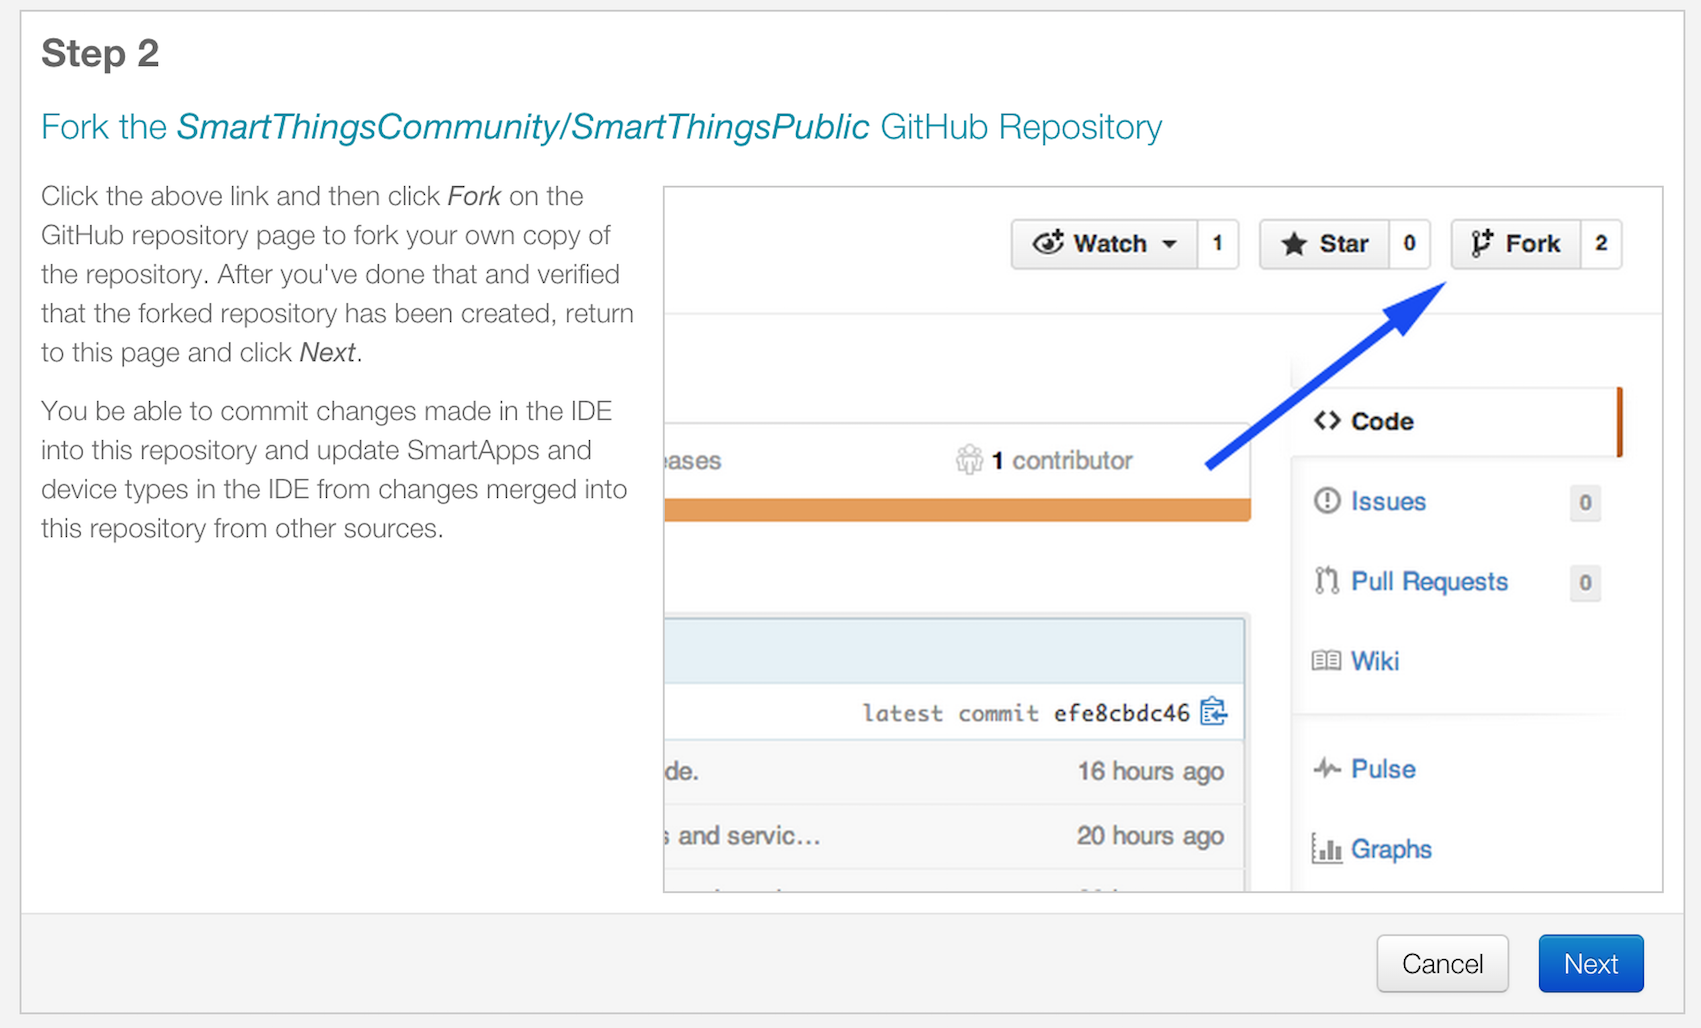 Step 2
Fork the SmartThingsCommunity/SmartThingsPublic GitHub Repository
Click the above link and then click Fork on the
GitHub repository page to fork your own copy of
the repository. After you've done that and verified
that the forked repository has been created, return
to this page and click Next.
You be able to commit changes made in the IDE
into this repository and update SmartApps and
device types in the IDE from changes merged into
this repository from other sources.
Watch 1 Star 0 Fork 2
eases 1 contributor
latest commit efe8cbdc46
de. 16 hours ago
s and servic... 20 hours ago
Code
Issues 0
Pull Requests 0
Wiki
Pulse
Graphs
Cancel Next